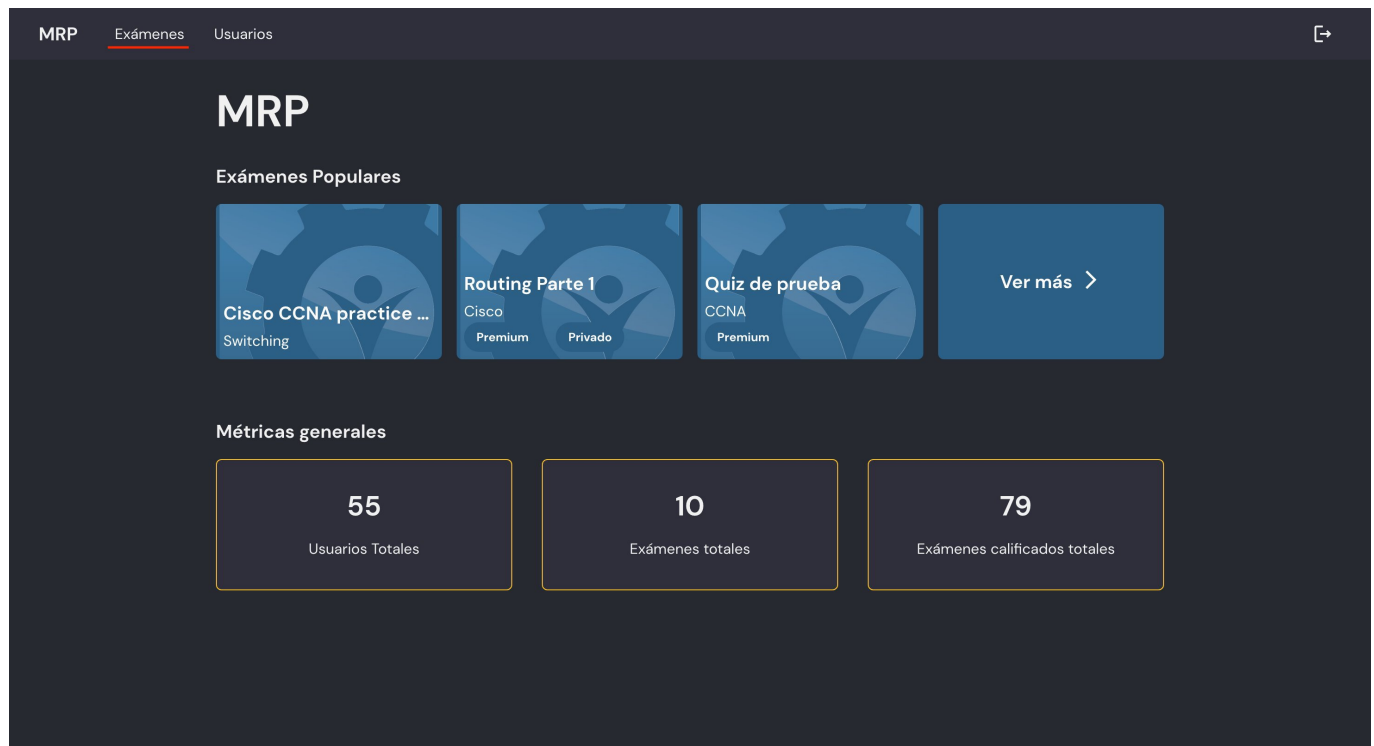 MRP Exámenes Usuarios
MRP
Exámenes Populares
Cisco CCNA practice ...
Switching
Routing Parte 1
Cisco
Premium Privado
Quiz de prueba
CCNA
Premium
Ver más
Métricas generales
55
Usuarios Totales
10
Exámenes totales
79
Exámenes calificados totales